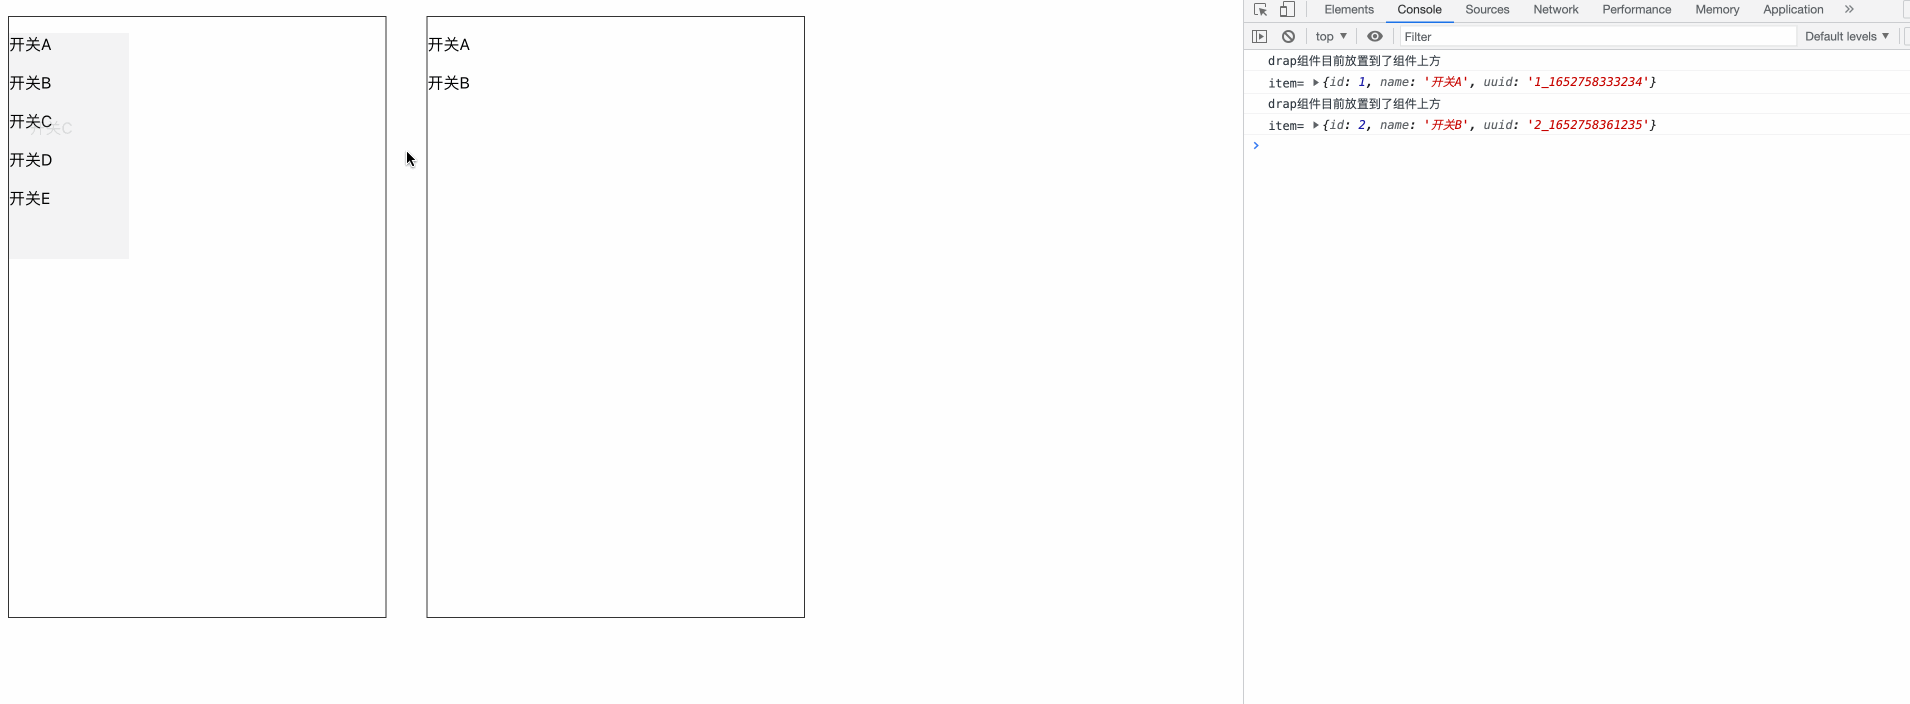 开关A
开关B
开关C
开关C
开关D
开关E
开关A
开关B
Elements Console Sources Network Performance Memory Application »
top ▼ Filter Default levels ▼
drap组件目前放置到了组件上方
item= ▶{id: 1, name: '开关A', uuid: '1_1652758333234'}
drap组件目前放置到了组件上方
item= ▶{id: 2, name: '开关B', uuid: '2_1652758361235'}
>